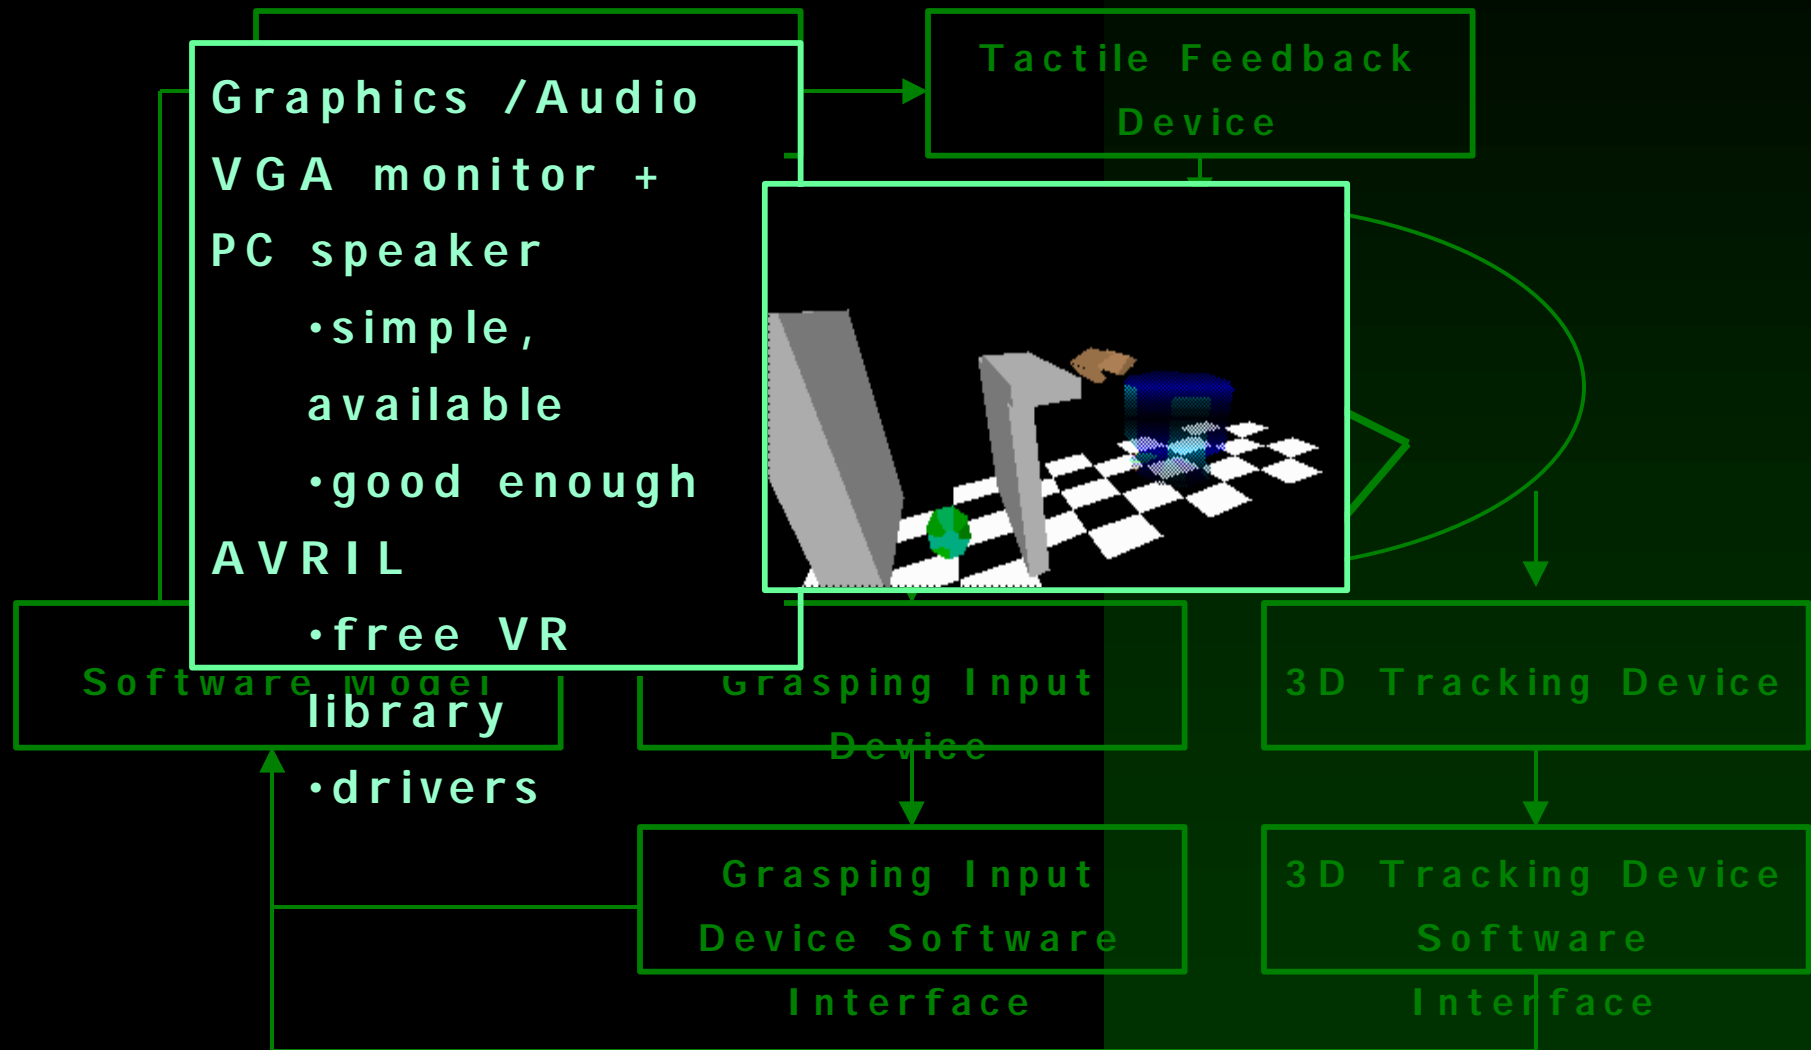 Tactile Feedback
Device
Graphics /Audio
VGA monitor +
PC speaker
•simple,
available
•good enough
AVRIL
•free VR
library
•drivers
Software Model
Grasping Input
Device
3D Tracking Device
Grasping Input
Device Software
Interface
3D Tracking Device
Software
Interface